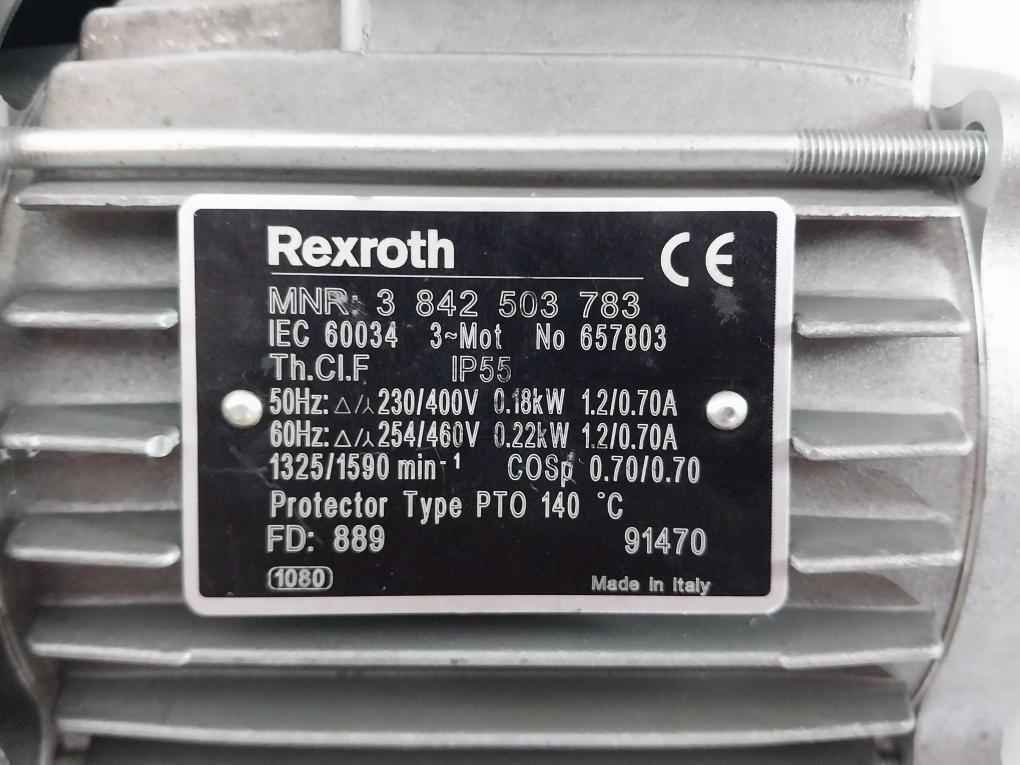 Rexroth CE
MNR: 3 842 503 783
IEC 60034 3~Mot No 657803
Th.Cl.F IP55
50Hz: △/⅄ 230/400V 0.18kW 1.2/0.70A
60Hz: △/⅄ 254/460V 0.22kW 1.2/0.70A
1325/1590 min⁻¹ COSφ 0.70/0.70
Protector Type PTO 140 °C
FD: 889 91470
1080 Made in Italy